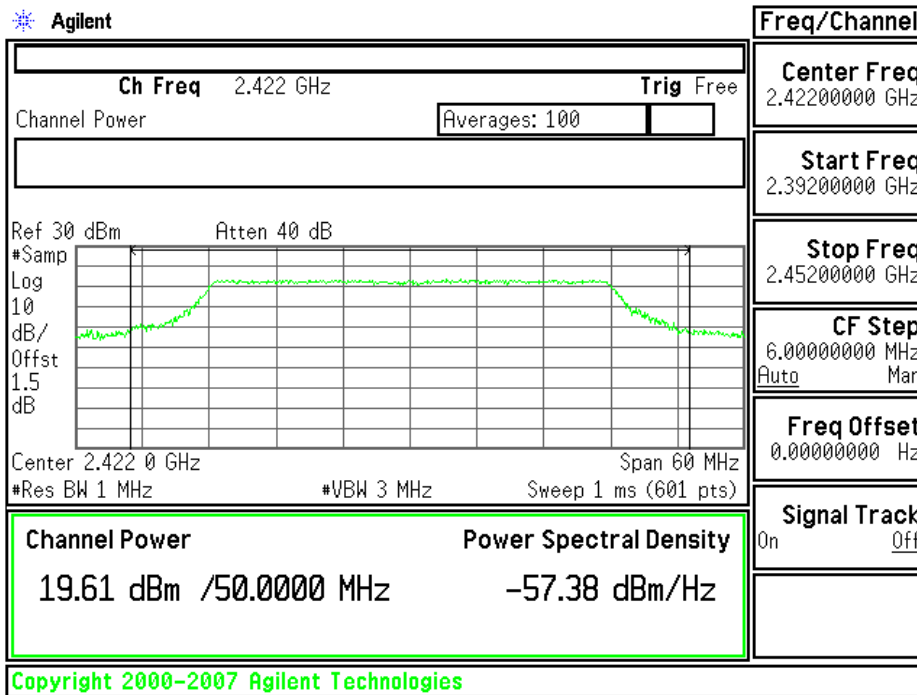 Agilent
Freq/Channel
Ch Freq 2.422 GHz Trig Free
Channel Power Averages: 100
Ref 30 dBm Atten 40 dB
#Samp
Log
10
dB/
Offst
1.5
dB
Center 2.422 0 GHz Span 60 MHz
#Res BW 1 MHz #VBW 3 MHz Sweep 1 ms (601 pts)
Channel Power Power Spectral Density
19.61 dBm /50.0000 MHz -57.38 dBm/Hz
Center Freq
2.42200000 GHz
Start Freq
2.39200000 GHz
Stop Freq
2.45200000 GHz
CF Step
6.00000000 MHz
Auto Man
Freq Offset
0.00000000 Hz
Signal Track
On Off
Copyright 2000-2007 Agilent Technologies